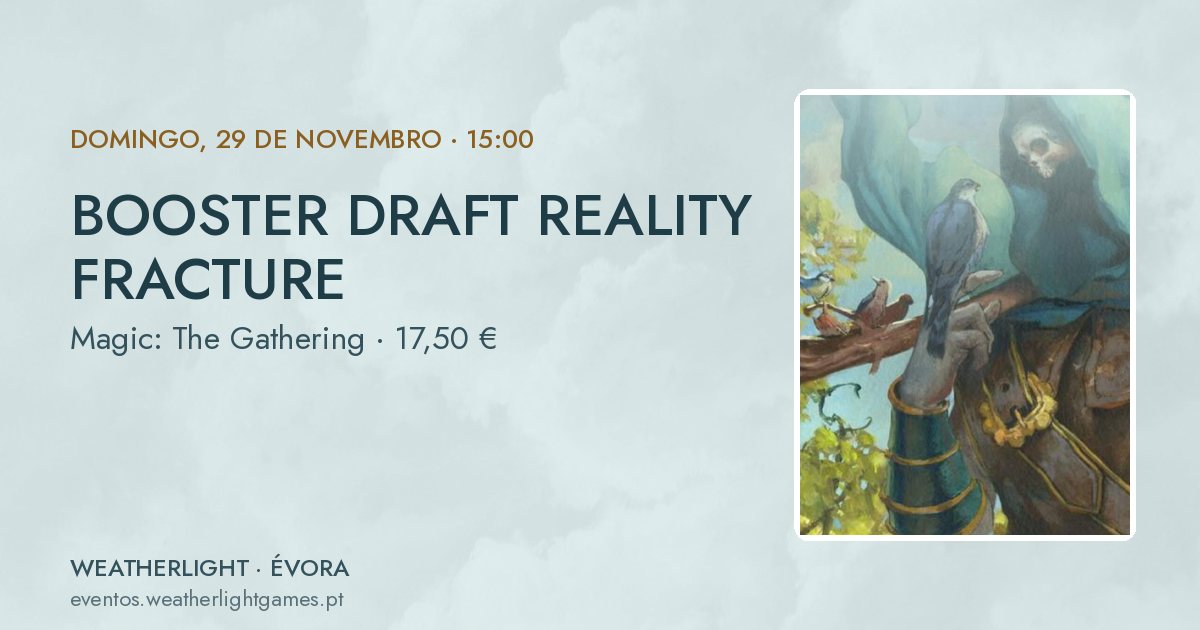 DOMINGO, 29 DE NOVEMBRO · 15:00
BOOSTER DRAFT REALITY
FRACTURE
Magic: The Gathering · 17,50 €
WEATHERLIGHT · ÉVORA
eventos.weatherlightgames.pt